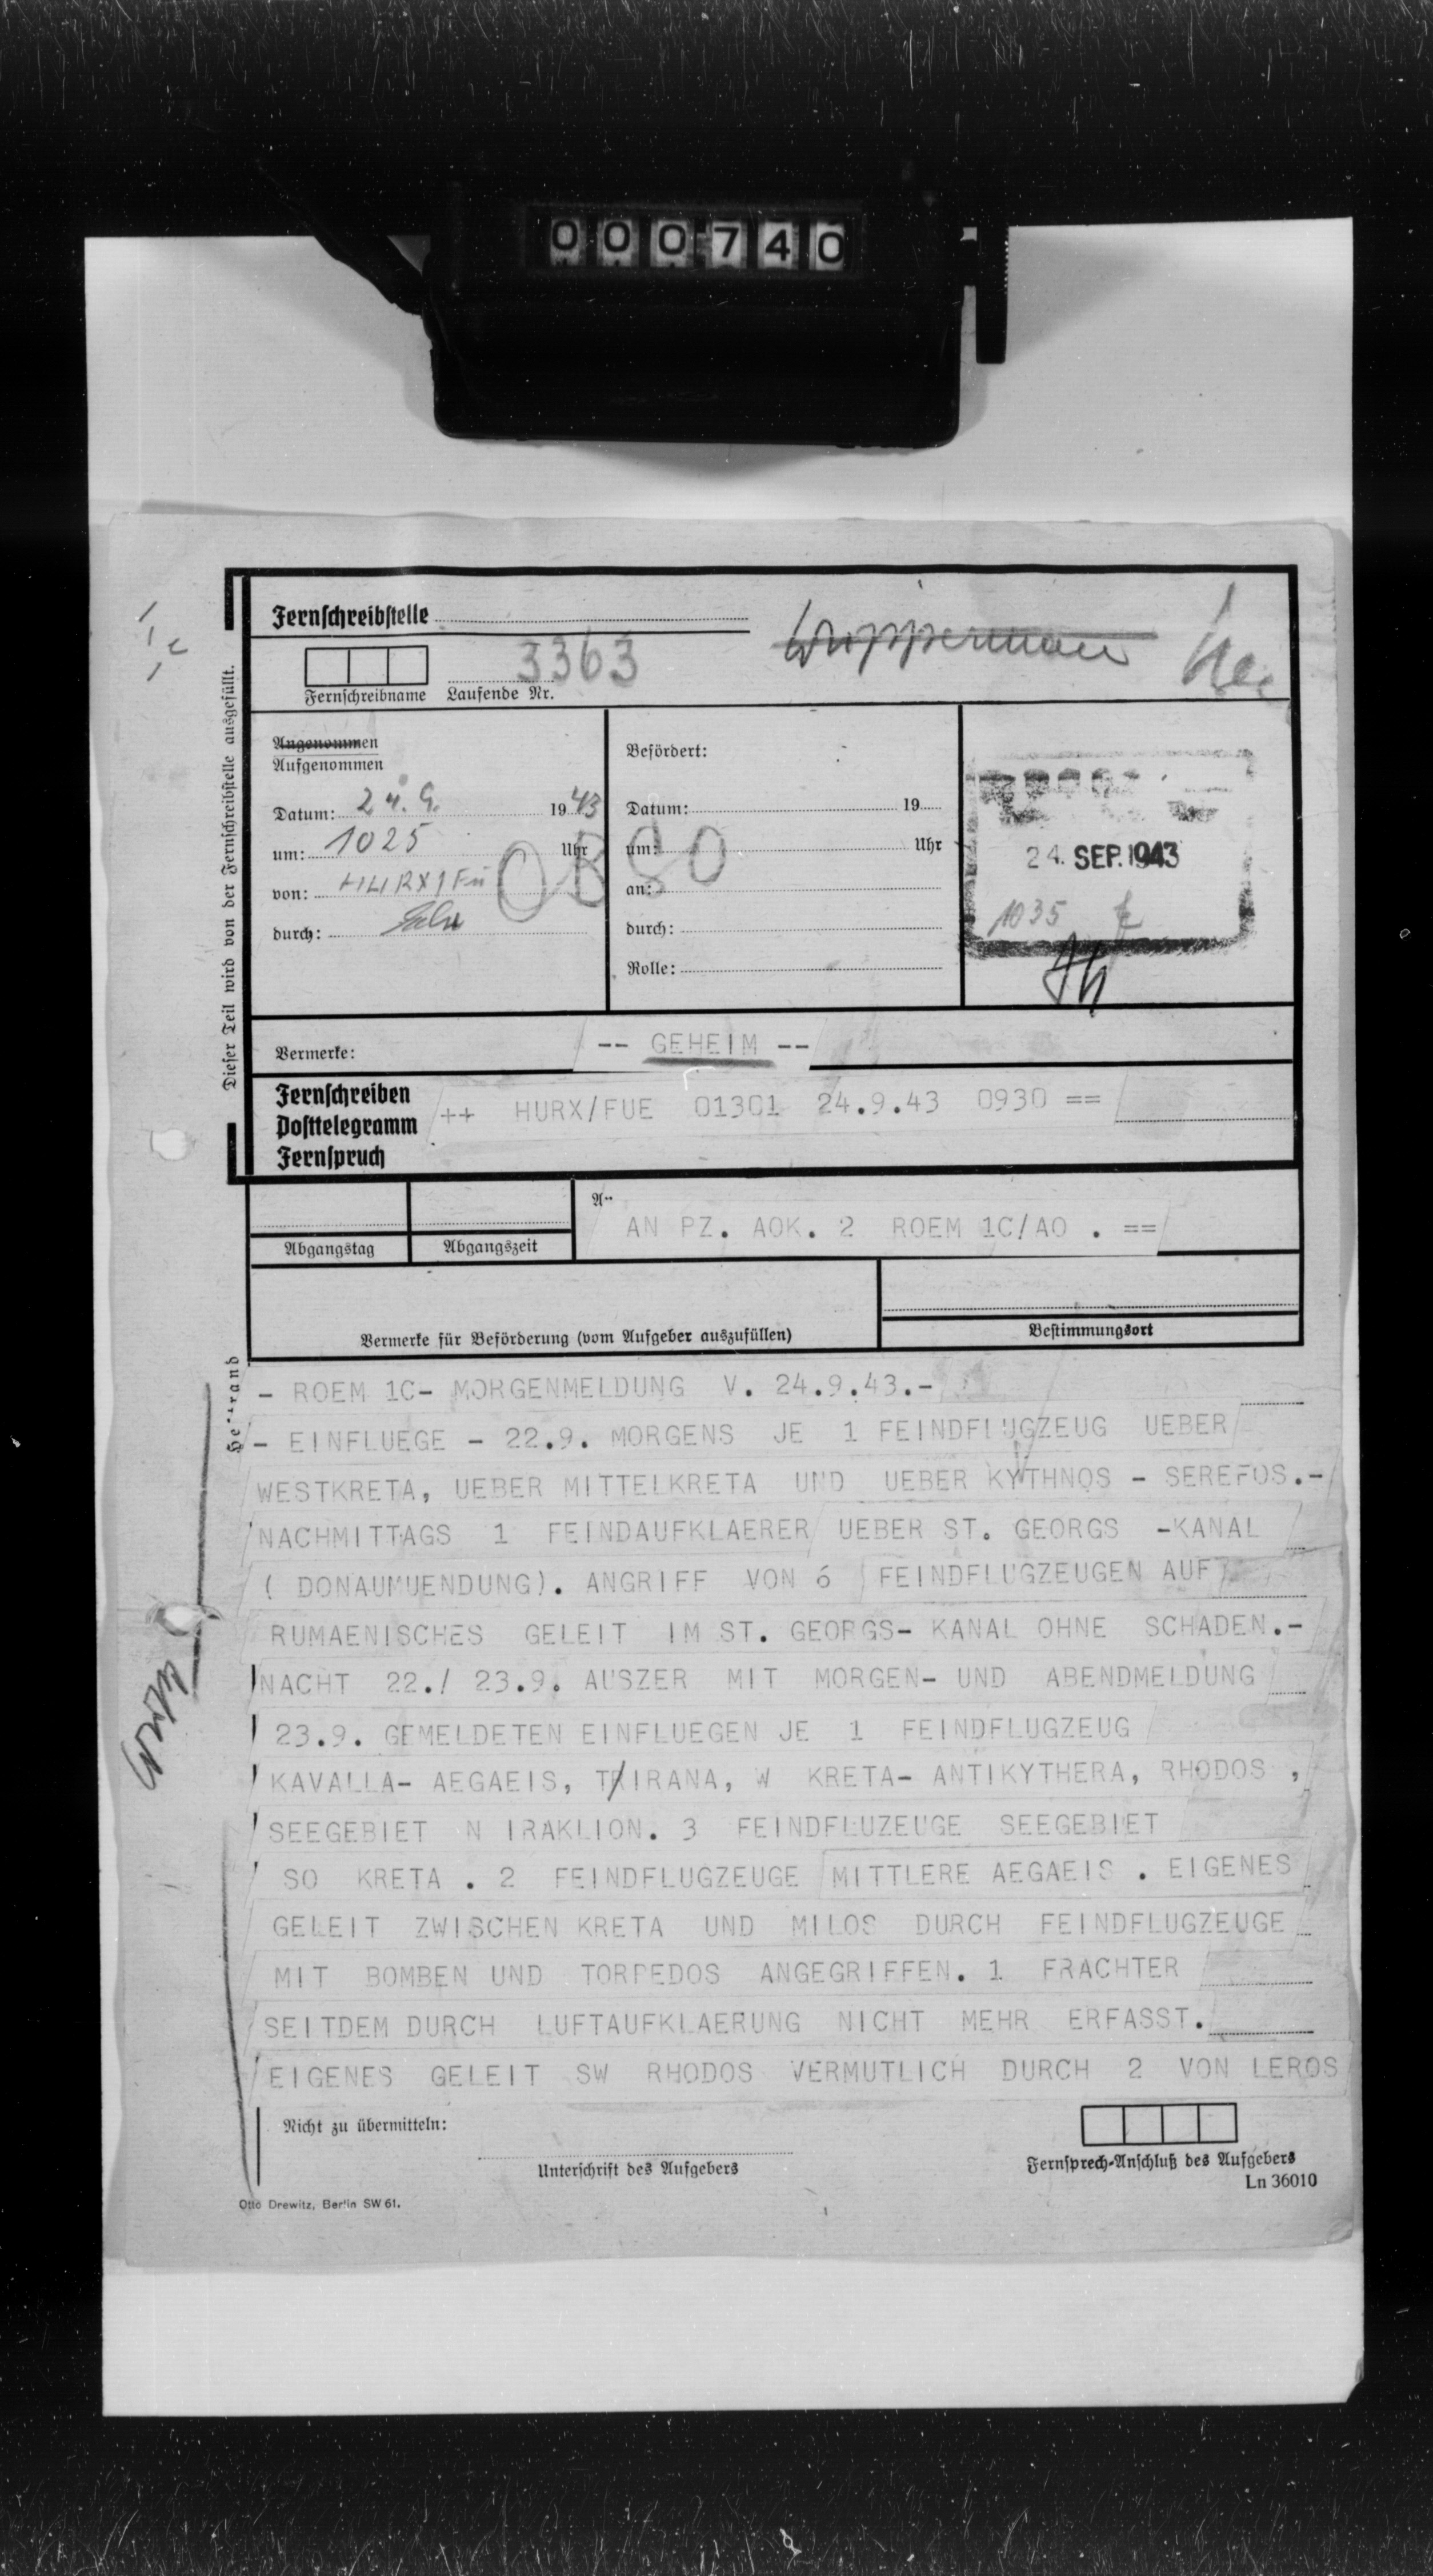 000740
Fernschreibstelle
3363
Fernschreibname Laufende Nr.
Angenommen
Aufgenommen
Datum: 24.9. 1943
um: 1025 Uhr
von: HURX/Fü
durch:
0880
Befördert:
Datum: 19
um: Uhr
an:
durch:
Rolle:
24. SEP. 1943
1035
Dieser Teil wird von der Fernschreibstelle ausgefüllt.
Vermerke: -- GEHEIM --
Fernschreiben
Posttelegramm
Fernspruch
++ HURX/FUE 01301 24.9.43 0930 ==
AN PZ. AOK. 2 ROEM 1C/AO . ==
Abgangstag Abgangszeit
Vermerke für Beförderung (vom Aufgeber auszufüllen)
Bestimmungsort
- ROEM 1C- MORGENMELDUNG V. 24.9.43.-
- EINFLUEGE - 22.9. MORGENS JE 1 FEINDFLUGZEUG UEBER
WESTKRETA, UEBER MITTELKRETA UND UEBER KYTHNOS - SEREFOS.-
NACHMITTAGS 1 FEINDAUFKLAERER UEBER ST. GEORGS -KANAL
( DONAUMUENDUNG). ANGRIFF VON 6 FEINDFLUGZEUGEN AUF
RUMAENISCHES GELEIT IM ST. GEORGS- KANAL OHNE SCHADEN.-
NACHT 22./ 23.9. AUSZER MIT MORGEN- UND ABENDMELDUNG
23.9. GEMELDETEN EINFLUEGEN JE 1 FEINDFLUGZEUG
KAVALLA- AEGAEIS, TIRANA, W KRETA- ANTIKYTHERA, RHODOS ,
SEEGEBIET N IRAKLION. 3 FEINDFLUZEUGE SEEGEBIET
SO KRETA . 2 FEINDFLUGZEUGE MITTLERE AEGAEIS . EIGENES
GELEIT ZWISCHEN KRETA UND MILOS DURCH FEINDFLUGZEUGE
MIT BOMBEN UND TORPEDOS ANGEGRIFFEN. 1 FRACHTER
SEITDEM DURCH LUFTAUFKLAERUNG NICHT MEHR ERFASST.
EIGENES GELEIT SW RHODOS VERMUTLICH DURCH 2 VON LEROS
Nicht zu übermitteln:
Unterschrift des Aufgebers
Fernsprech-Anschluß des Aufgebers
Ln 36010
Otto Drewitz, Berlin SW 61.